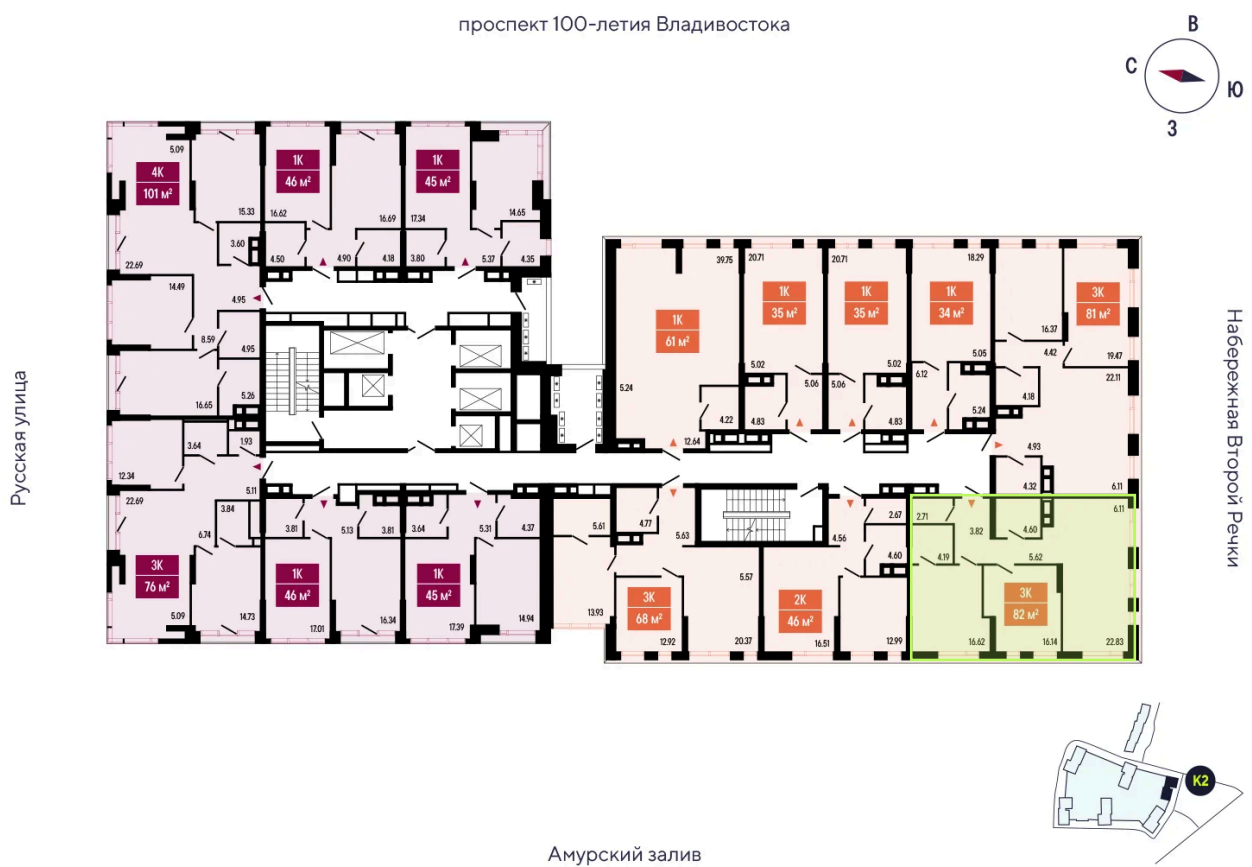 проспект 100-летия Владивостока
В
С
Ю
З
5.09
4К
101 м²
15.33
3.60
22.69
14.49
4.95
8.59
4.95
16.65
5.26
1К
46 м²
16.62
16.69
4.50
4.90
4.18
1К
45 м²
17.34
14.65
3.80
5.37
4.35
39.75
1К
61 м²
5.24
4.22
12.64
20.71
1К
35 м²
5.02
5.06
4.83
20.71
1К
35 м²
5.02
5.06
4.83
18.29
1К
34 м²
5.05
6.12
5.24
3К
81 м²
16.37
4.42
19.47
22.11
4.18
4.93
4.32
6.11
Русская улица
Набережная Второй Речки
3.64
1.93
12.34
22.69
5.11
3.84
6.74
3К
76 м²
5.09
14.73
3.81
5.13
3.81
1К
46 м²
17.01
16.34
3.64
5.31
4.37
1К
45 м²
17.39
14.94
5.61
4.77
5.63
5.57
3К
68 м²
13.93
12.92
20.37
2.67
4.56
4.60
2К
46 м²
16.51
12.99
2.71
3.82
4.60
6.11
4.19
5.62
3К
82 м²
16.62
16.14
22.83
К2
Амурский залив